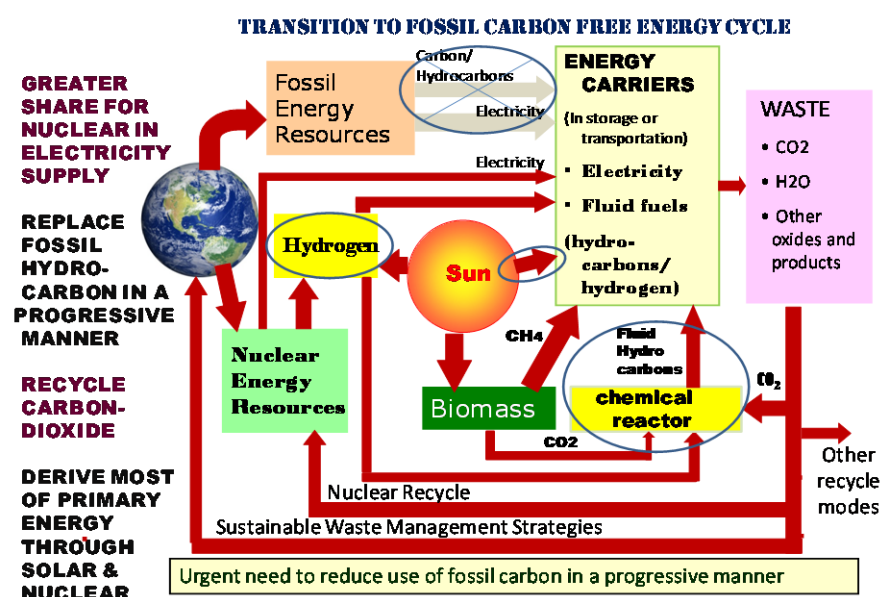 TRANSITION TO FOSSIL CARBON FREE ENERGY CYCLE
GREATER
SHARE FOR
NUCLEAR IN
ELECTRICITY
SUPPLY
REPLACE
FOSSIL
HYDRO-
CARBON IN A
PROGRESSIVE
MANNER
RECYCLE
CARBON-
DIOXIDE
DERIVE MOST
OF PRIMARY
ENERGY
THROUGH
SOLAR &
NUCLEAR
Fossil
Energy
Resources
Carbon/
Hydrocarbons
Electricity
Electricity
ENERGY
CARRIERS
(In storage or
transportation)
• Electricity
• Fluid fuels
(hydro-
carbons/
hydrogen)
WASTE
• CO2
• H2O
• Other
oxides and
products
Hydrogen
Sun
Nuclear
Energy
Resources
CH4
Biomass
CO2
Fluid
Hydro
carbons
chemical
reactor
CO2
Other
recycle
modes
Nuclear Recycle
Sustainable Waste Management Strategies
Urgent need to reduce use of fossil carbon in a progressive manner